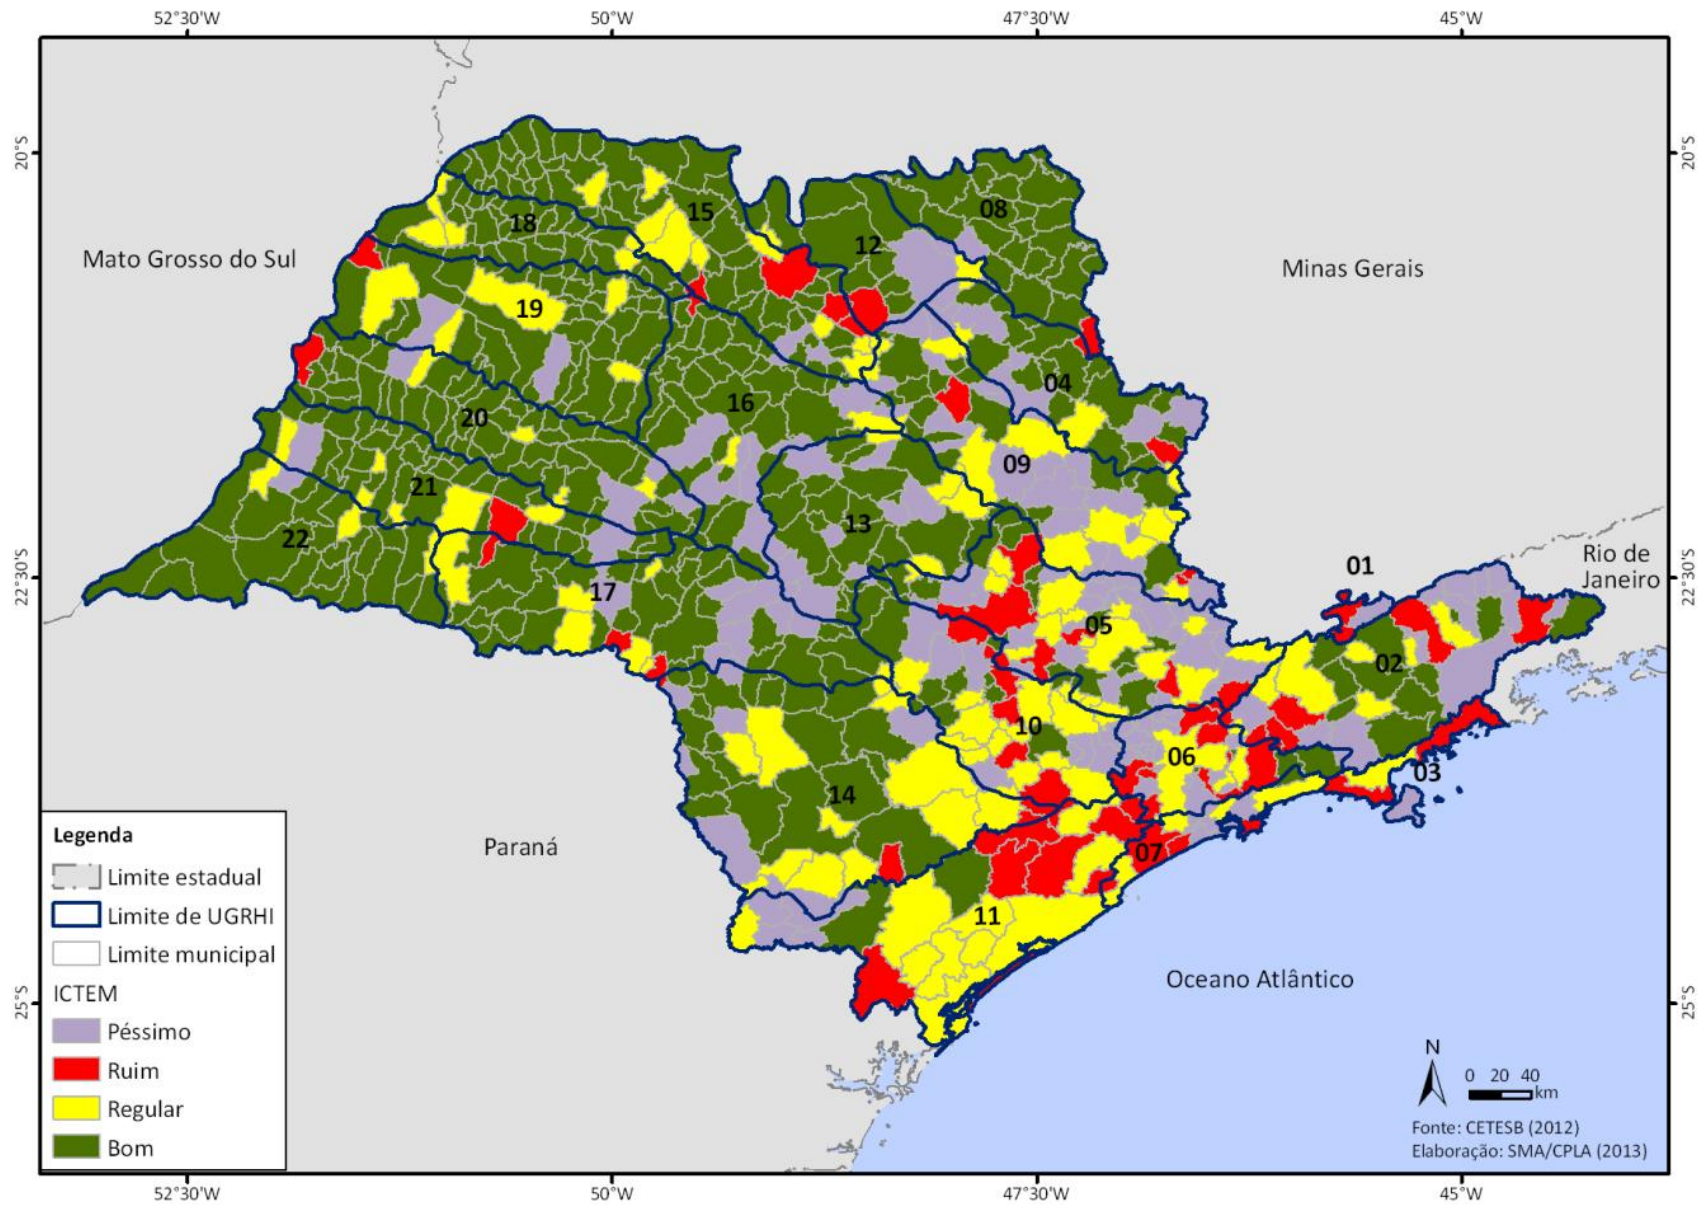 52°30'W
50°W
47°30'W
45°W
20°S
20°S
Mato Grosso do Sul
Minas Gerais
08
15
18
12
19
04
16
20
09
21
13
22
22°30'S
22°30'S
01
Rio de
Janeiro
17
05
02
10
06
03
14
07
11
Paraná
Oceano Atlântico
25°S
25°S
Legenda
Limite estadual
Limite de UGRHI
Limite municipal
ICTEM
Péssimo
Ruim
Regular
Bom
N
0 20 40
km
Fonte: CETESB (2012)
Elaboração: SMA/CPLA (2013)
52°30'W
50°W
47°30'W
45°W